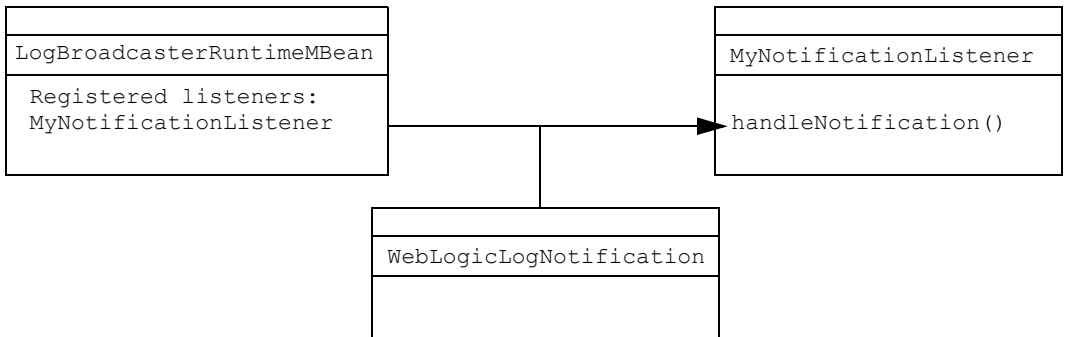 LogBroadcasterRuntimeMBean
Registered listeners:
MyNotificationListener
MyNotificationListener
handleNotification()
WebLogicLogNotification